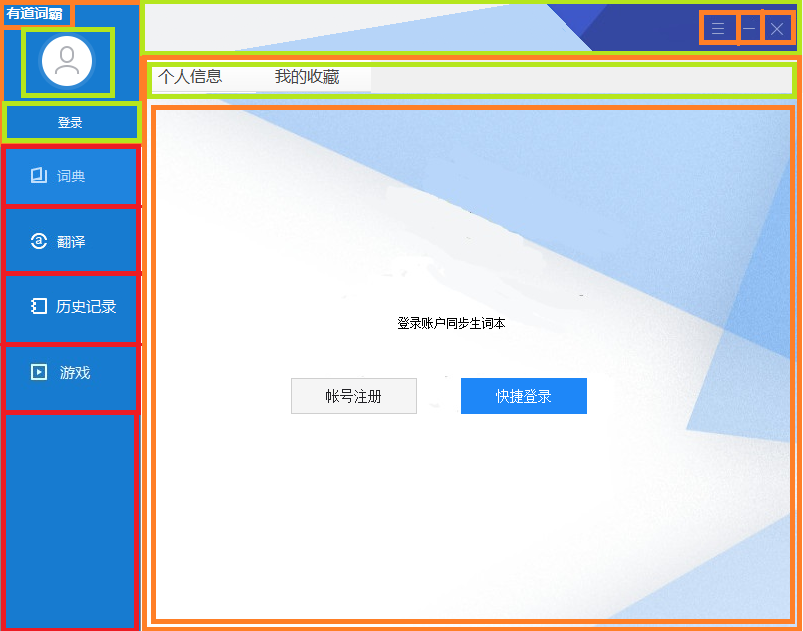 有道词霸
登录
词典
翻译
历史记录
游戏
个人信息 我的收藏
登录账户同步生词本
帐号注册 快捷登录